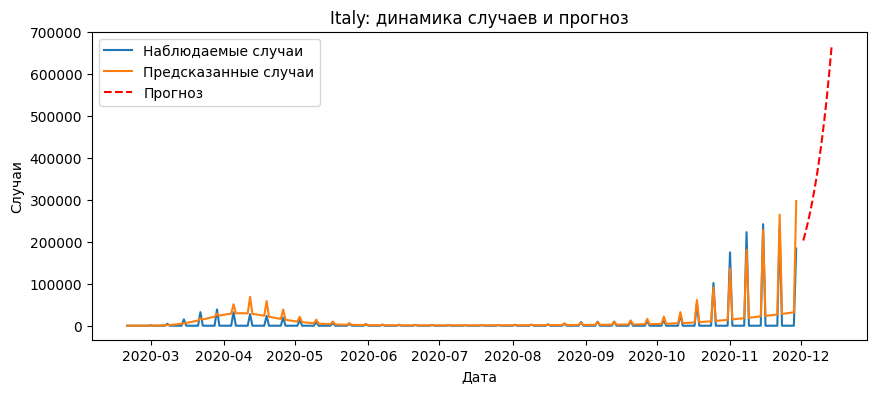 Italy: динамика случаев и прогноз
Наблюдаемые случаи
Предсказанные случаи
Прогноз
Случаи
700000
600000
500000
400000
300000
200000
100000
0
2020-03 2020-04 2020-05 2020-06 2020-07 2020-08 2020-09 2020-10 2020-11 2020-12
Дата